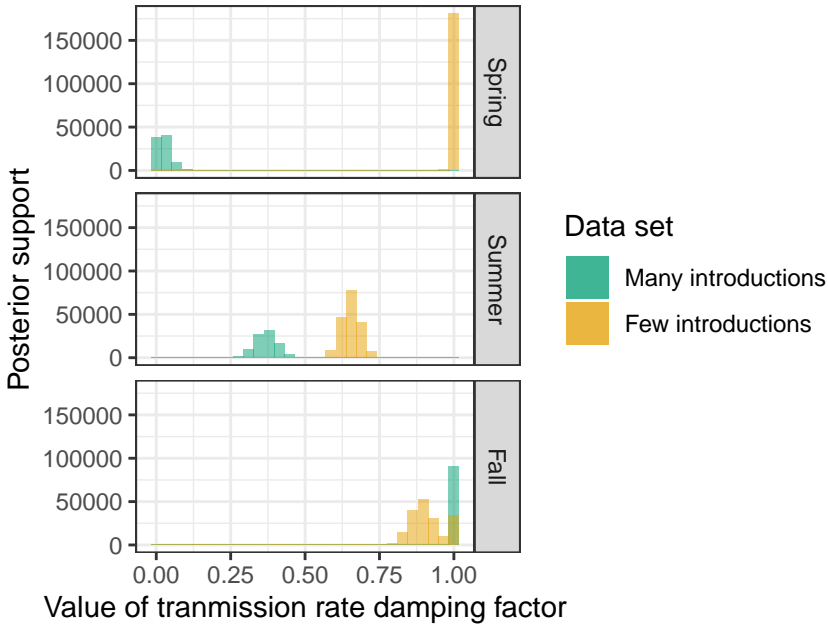 150000
100000
50000
0
Spring
150000
100000
50000
0
Summer
150000
100000
50000
0
Fall
0.00 0.25 0.50 0.75 1.00
Value of tranmission rate damping factor
Posterior support
Data set
Many introductions
Few introductions